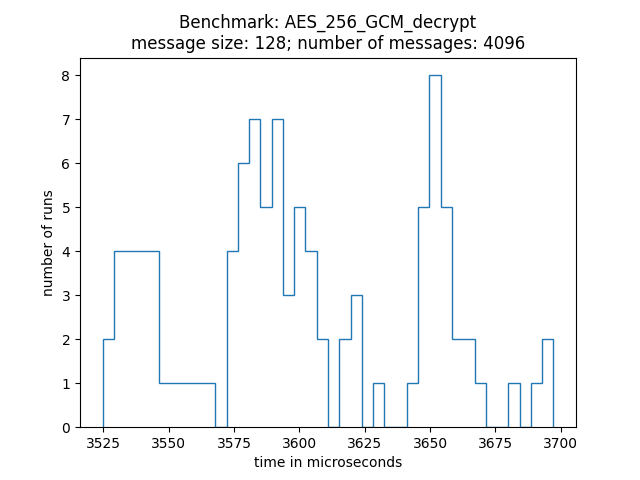 Benchmark: AES_256_GCM_decrypt
message size: 128; number of messages: 4096
8
7
6
5
4
3
2
1
0
number of runs
3525 3550 3575 3600 3625 3650 3675 3700
time in microseconds